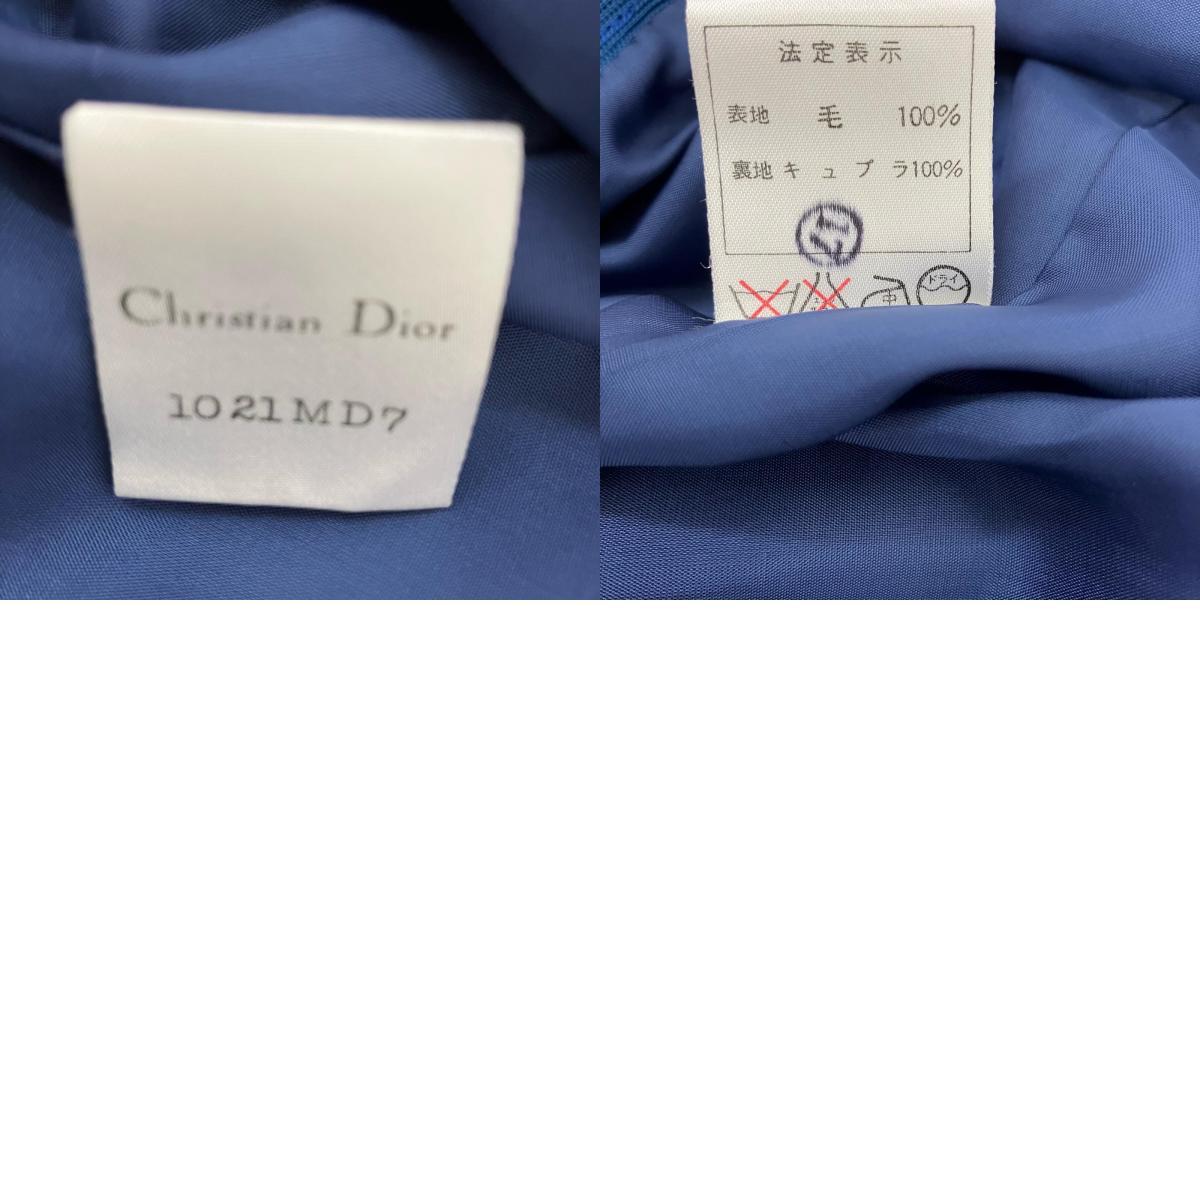 Christian Dior
1021MD7
法定表示
表地 毛 100%
裏地キュプラ100%
中
ドライ